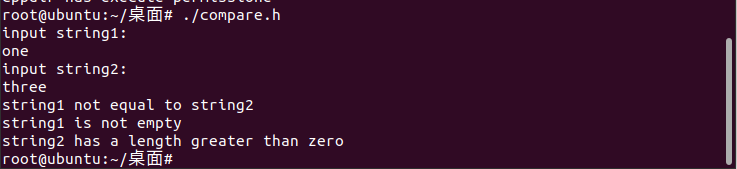 root@ubuntu:~/桌面# ./compare.h
input string1:
one
input string2:
three
string1 not equal to string2
string1 is not empty
string2 has a length greater than zero
root@ubuntu:~/桌面#